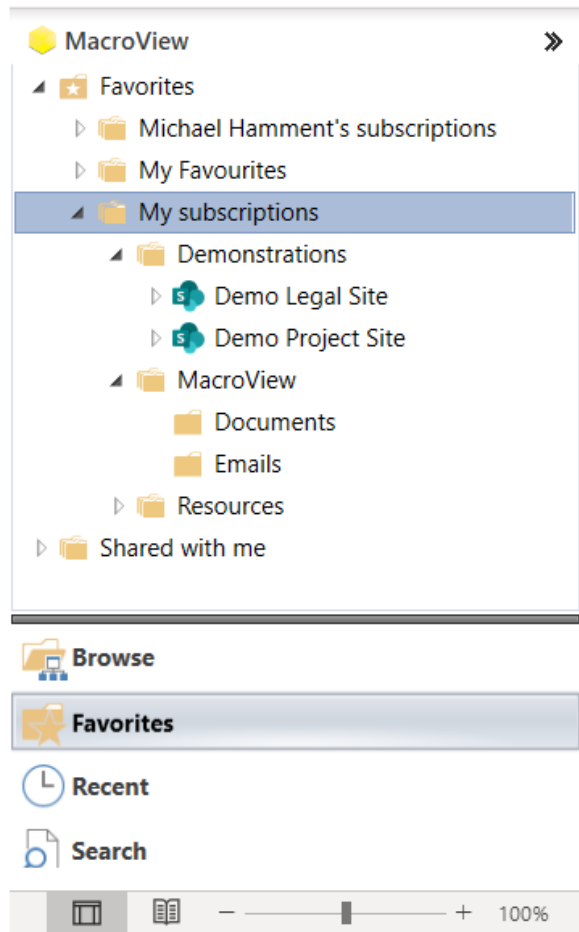 MacroView
Favorites
Michael Hamment's subscriptions
My Favourites
My subscriptions
Demonstrations
Demo Legal Site
Demo Project Site
MacroView
Documents
Emails
Resources
Shared with me
Browse
Favorites
Recent
Search
100%